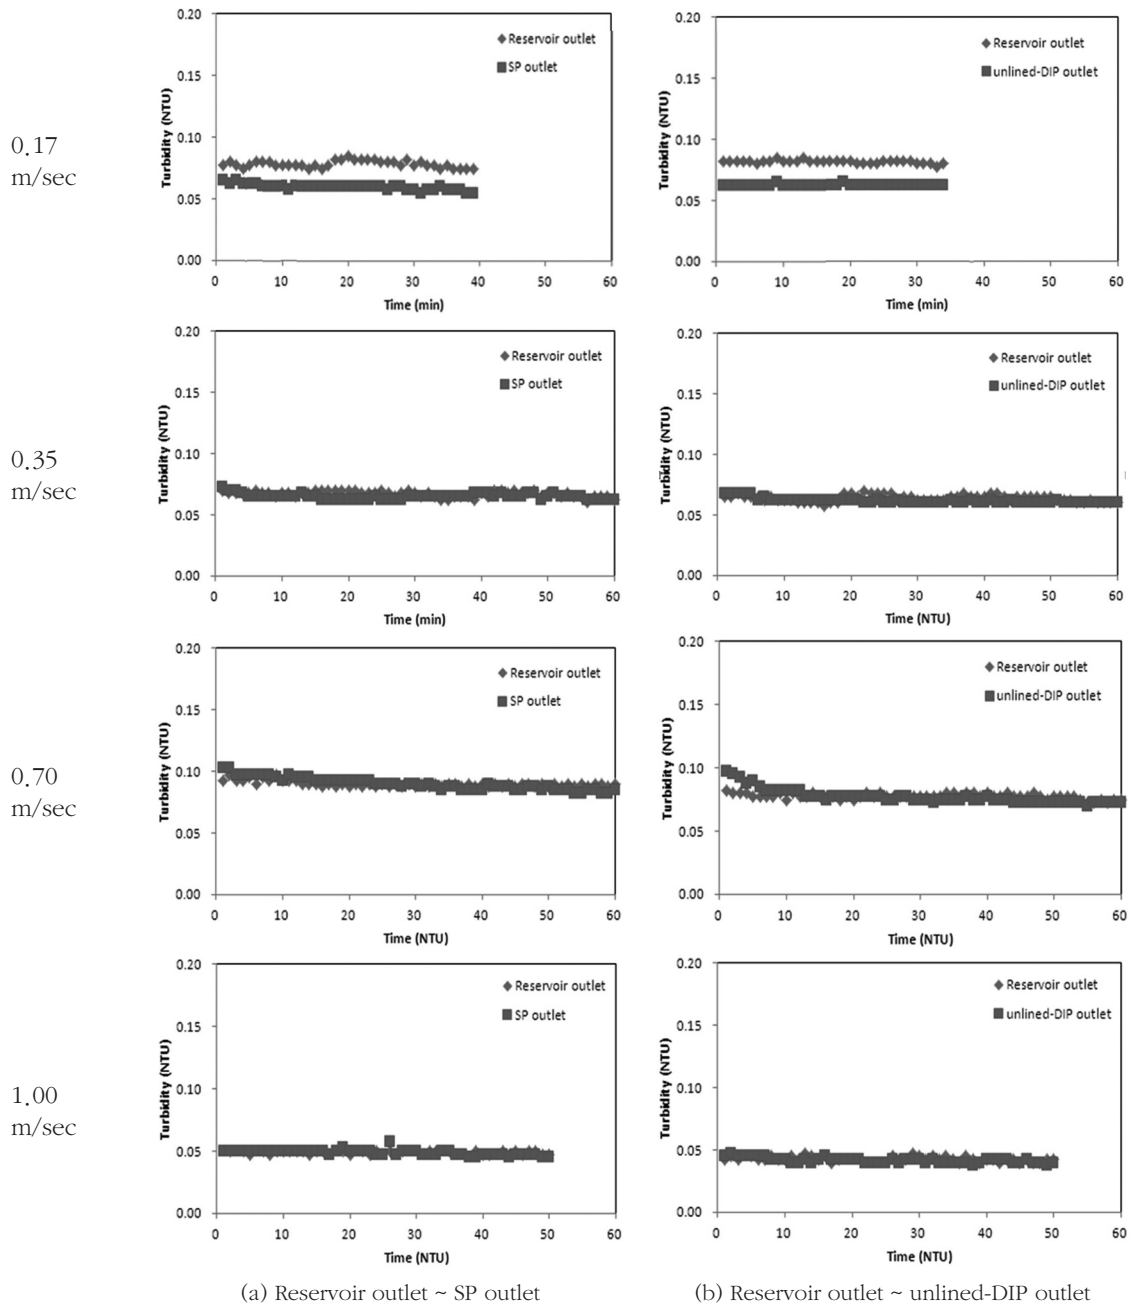 0.17
m/sec
Turbidity (NTU)
0.20
0.15
0.10
0.05
0.00
Reservoir outlet
SP outlet
0 10 20 30 40 50 60
Time (min)
Turbidity (NTU)
0.20
0.15
0.10
0.05
0.00
Reservoir outlet
unlined-DIP outlet
0 10 20 30 40 50 60
Time (min)
0.35
m/sec
Turbidity (NTU)
0.20
0.15
0.10
0.05
0.00
Reservoir outlet
SP outlet
0 10 20 30 40 50 60
Time (min)
Turbidity (NTU)
0.20
0.15
0.10
0.05
0.00
Reservoir outlet
unlined-DIP outlet
0 10 20 30 40 50 60
Time (NTU)
0.70
m/sec
Turbidity (NTU)
0.20
0.15
0.10
0.05
0.00
Reservoir outlet
SP outlet
0 10 20 30 40 50 60
Time (NTU)
Turbidity (NTU)
0.20
0.15
0.10
0.05
0.00
Reservoir outlet
unlined-DIP outlet
0 10 20 30 40 50 60
Time (NTU)
1.00
m/sec
Turbidity (NTU)
0.20
0.15
0.10
0.05
0.00
Reservoir outlet
SP outlet
0 10 20 30 40 50 60
Time (NTU)
Turbidity (NTU)
0.20
0.15
0.10
0.05
0.00
Reservoir outlet
unlined-DIP outlet
0 10 20 30 40 50 60
Time (NTU)
(a) Reservoir outlet ~ SP outlet
(b) Reservoir outlet ~ unlined-DIP outlet